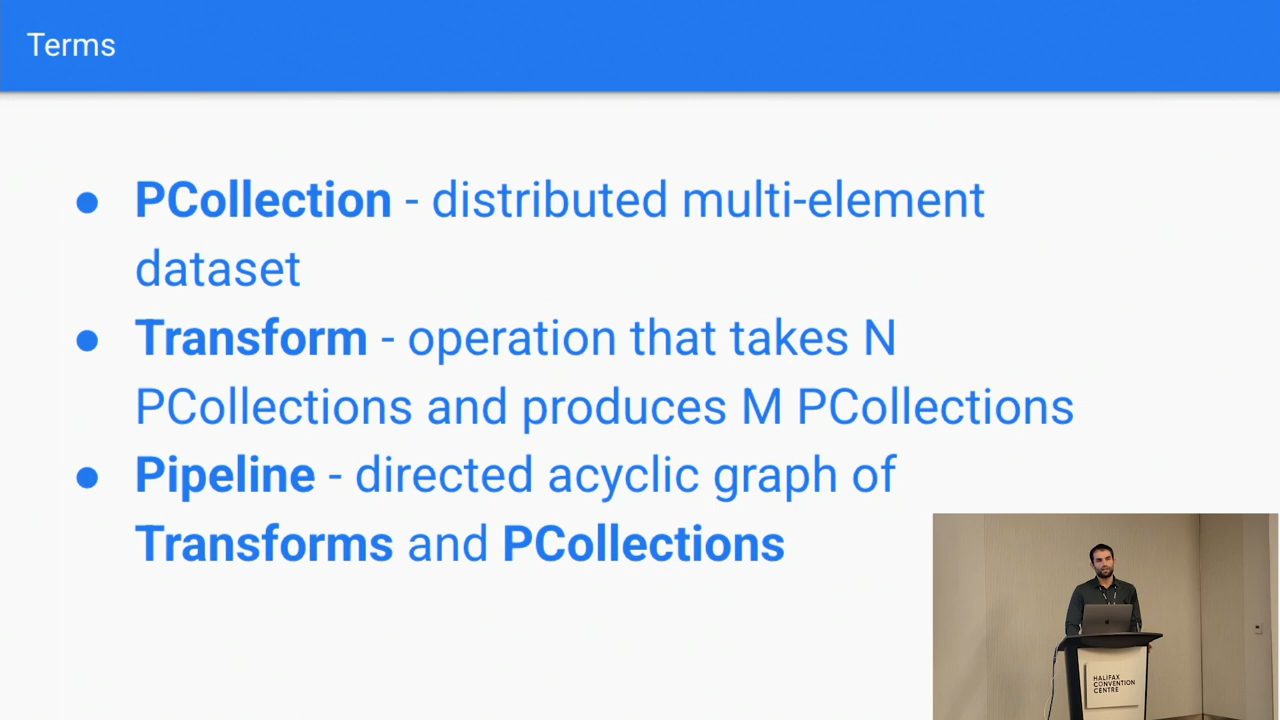 Terms
● PCollection - distributed multi-element
dataset
● Transform - operation that takes N
PCollections and produces M PCollections
● Pipeline - directed acyclic graph of
Transforms and PCollections
HALIFAX
CONVENTION
CENTRE